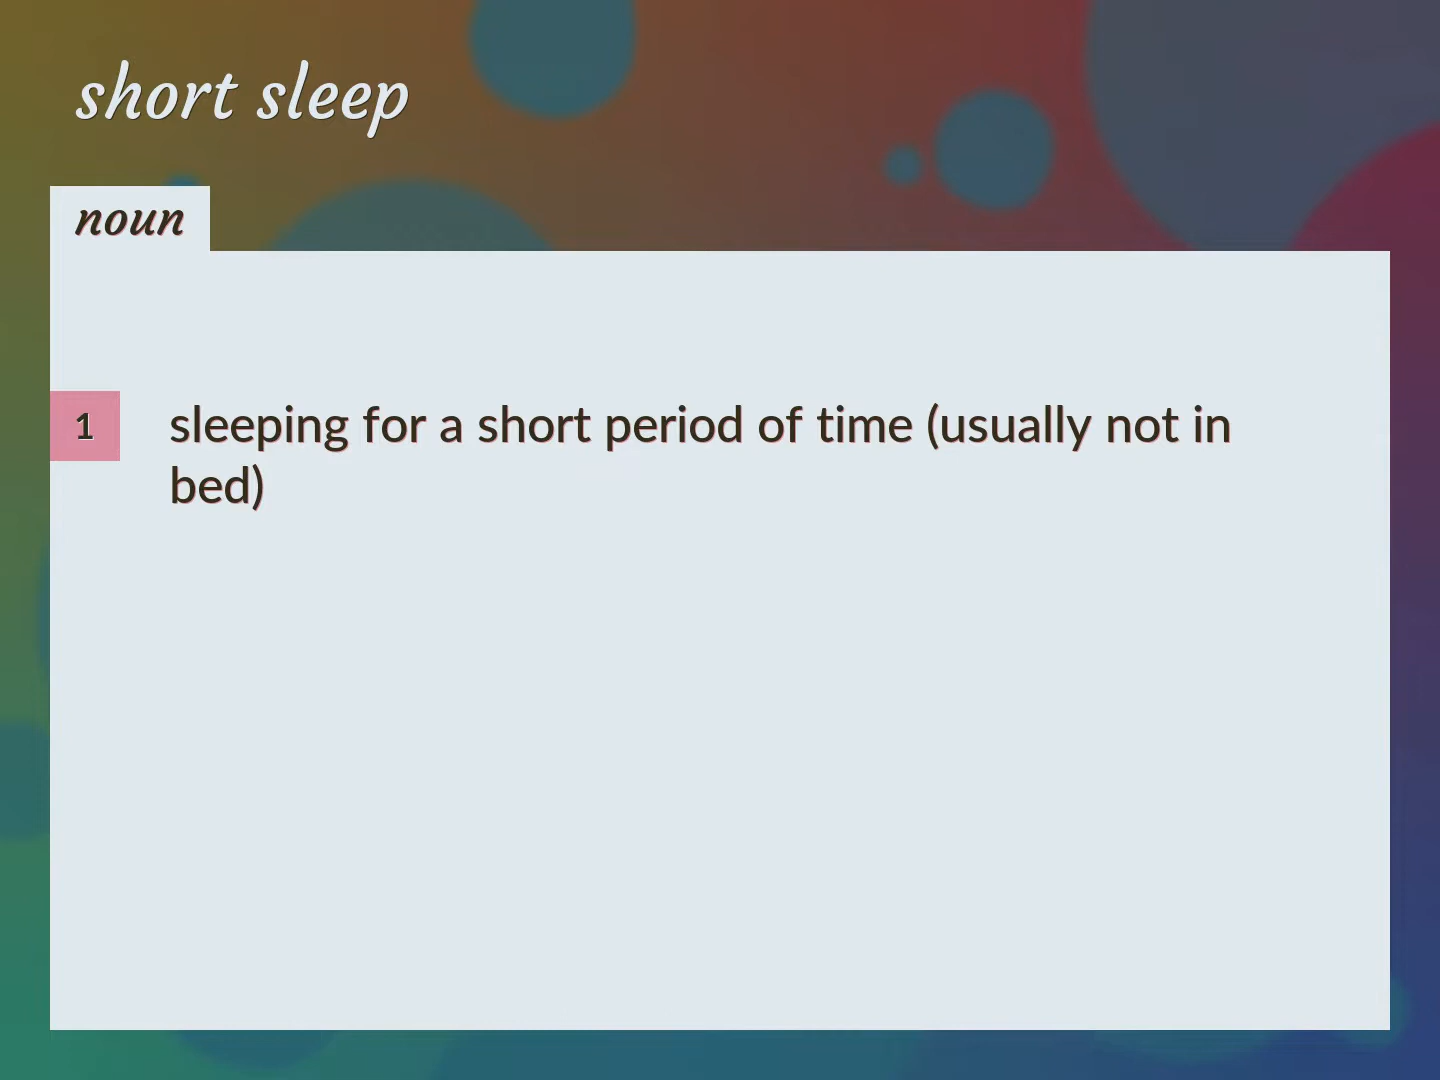 short sleep
noun
1
sleeping for a short period of time (usually not in
bed)